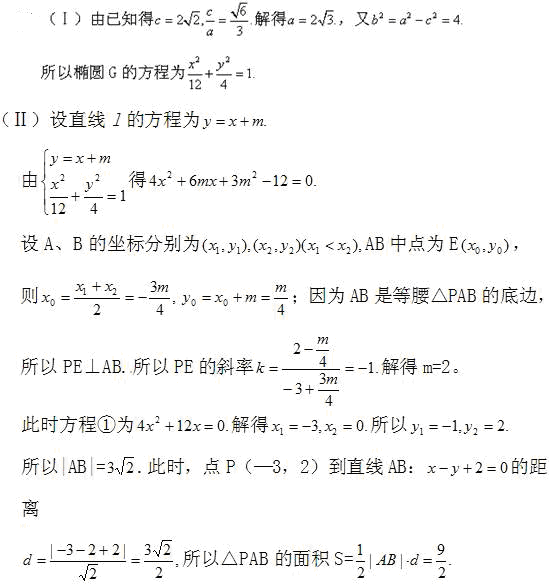 （Ⅰ）由已知得c=2√2, c/a=√6/3.解得a=2√3.，又b²=a²-c²=4.
所以椭圆G的方程为x²/12+y²/4=1.
(Ⅱ) 设直线l的方程为y=x+m.
由{y=x+m x²/12+y²/4=1 得4x²+6mx+3m²-12=0.
设A、B的坐标分别为(x₁,y₁),(x₂,y₂)(x₁<x₂),AB中点为E(x₀,y₀)，
则x₀=(x₁+x₂)/2=-3m/4, y₀=x₀+m=m/4；因为AB是等腰△PAB的底边，
所以PE⊥AB.所以PE的斜率k=(2-m/4)/(-3+3m/4)=-1.解得m=2。
此时方程①为4x²+12x=0.解得x₁=-3,x₂=0.所以y₁=-1,y₂=2.
所以|AB|=3√2.此时，点P（—3，2）到直线AB：x-y+2=0的距
离
d=|-3-2+2|/√2=3√2/2,所以△PAB的面积S=1/2|AB|·d=9/2.